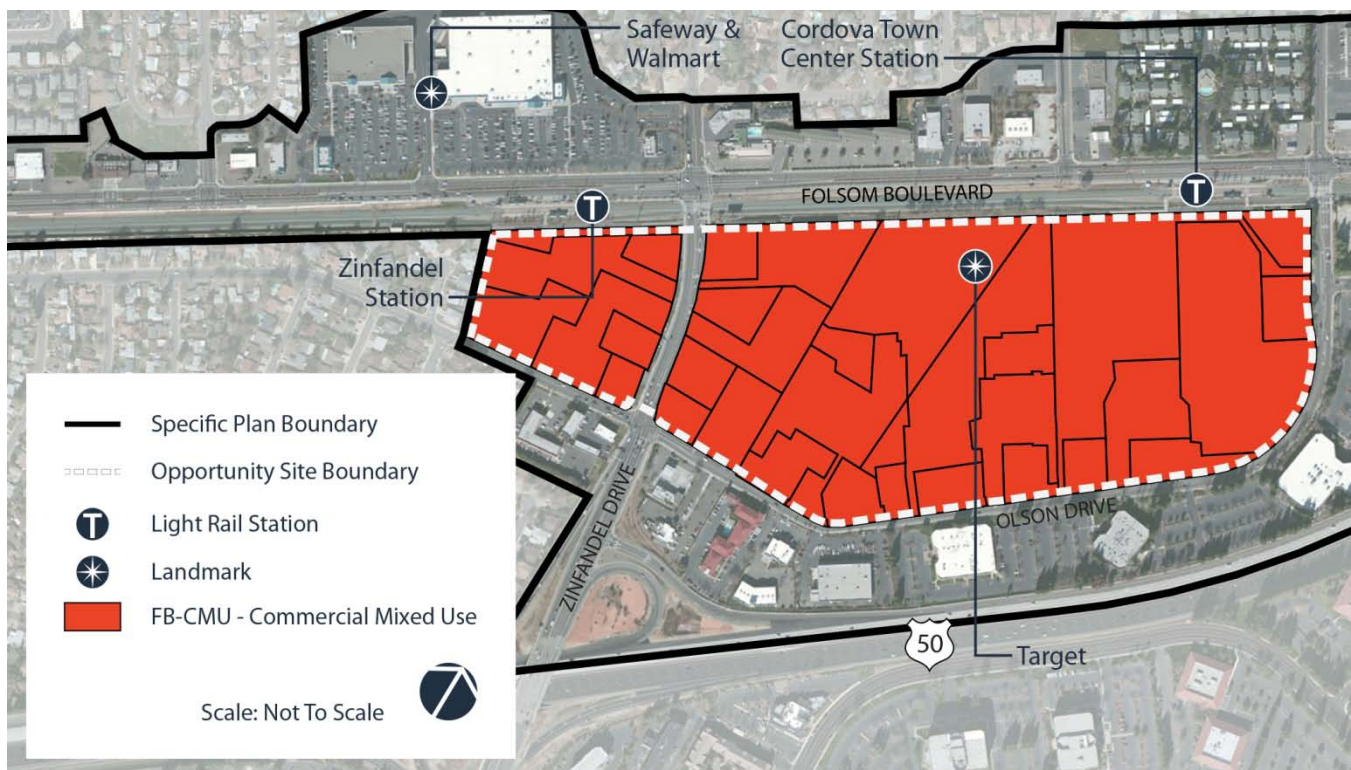 Safeway &
Walmart
Cordova Town
Center Station
T
T
FOLSOM BOULEVARD
Zinfandel
Station
ZINFANDEL DRIVE
OLSON DRIVE
50
Target
Specific Plan Boundary
Opportunity Site Boundary
T Light Rail Station
Landmark
FB-CMU - Commercial Mixed Use
Scale: Not To Scale